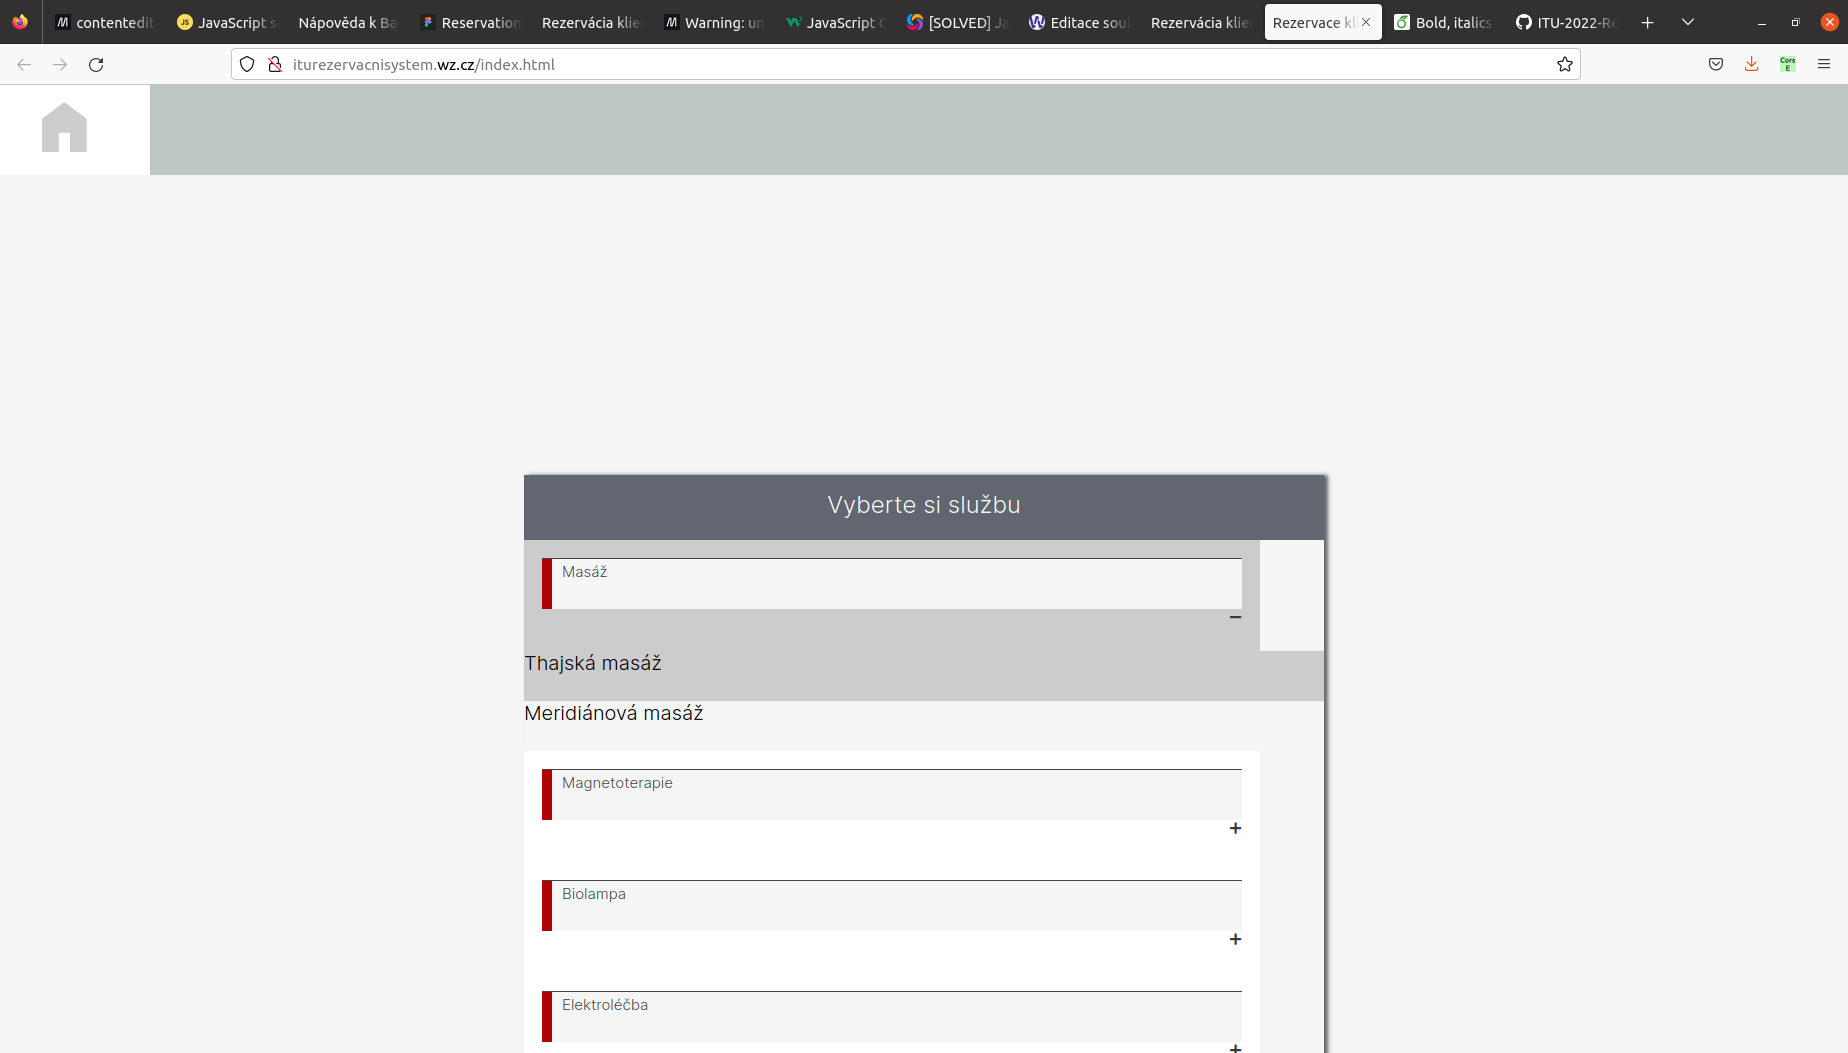 contentedit
JavaScript s
Nápověda k Ba
Reservation
Rezervácia klie
Warning: un
JavaScript C
[SOLVED] Ja
Editace soul
Rezervácia klie
Rezervace kl
Bold, italics
ITU-2022-Re
iturezervacnisystem.wz.cz/index.html
Cors
E
Vyberte si službu
Masáž
Thajská masáž
Meridiánová masáž
Magnetoterapie
Biolampa
Elektroléčba